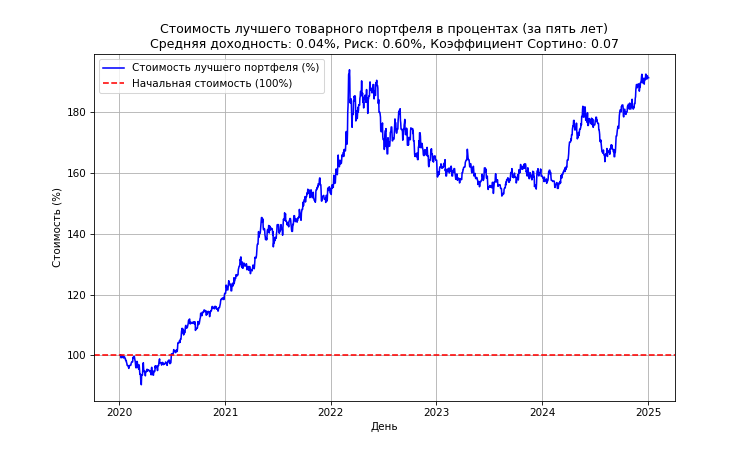 Стоимость лучшего товарного портфеля в процентах (за пять лет)
Средняя доходность: 0.04%, Риск: 0.60%, Коэффициент Сортино: 0.07
Стоимость лучшего портфеля (%)
Начальная стоимость (100%)
Стоимость (%)
180
160
140
120
100
2020
2021
2022
2023
2024
2025
День